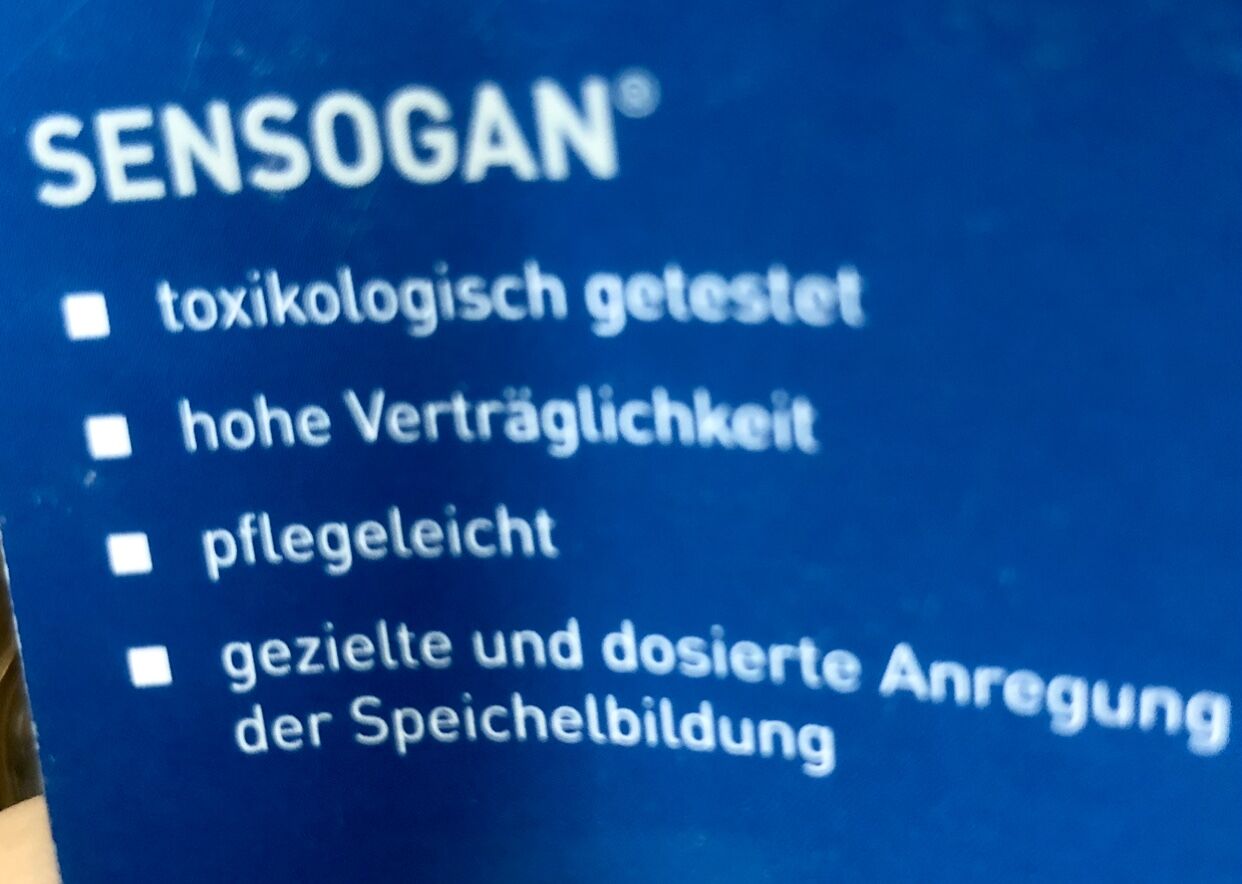 SENSOGAN®
■ toxikologisch getestet
■ hohe Verträglichkeit
■ pflegeleicht
■ gezielte und dosierte Anregung
der Speichelbildung